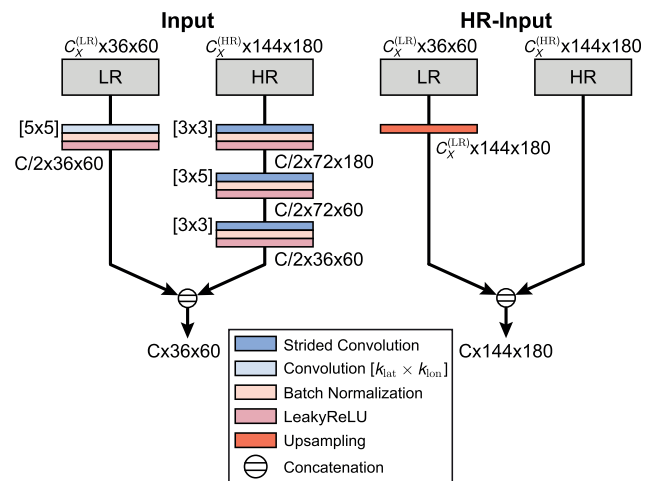 Input
HR-Input
C_X^(LR)x36x60
C_X^(HR)x144x180
C_X^(LR)x36x60
C_X^(HR)x144x180
LR
HR
LR
HR
[5x5]
[3x3]
C/2x36x60
C/2x72x180
C_X^(LR)x144x180
[3x5]
C/2x72x60
[3x3]
C/2x36x60
Cx36x60
Cx144x180
Strided Convolution
Convolution [k_lat × k_lon]
Batch Normalization
LeakyReLU
Upsampling
Concatenation